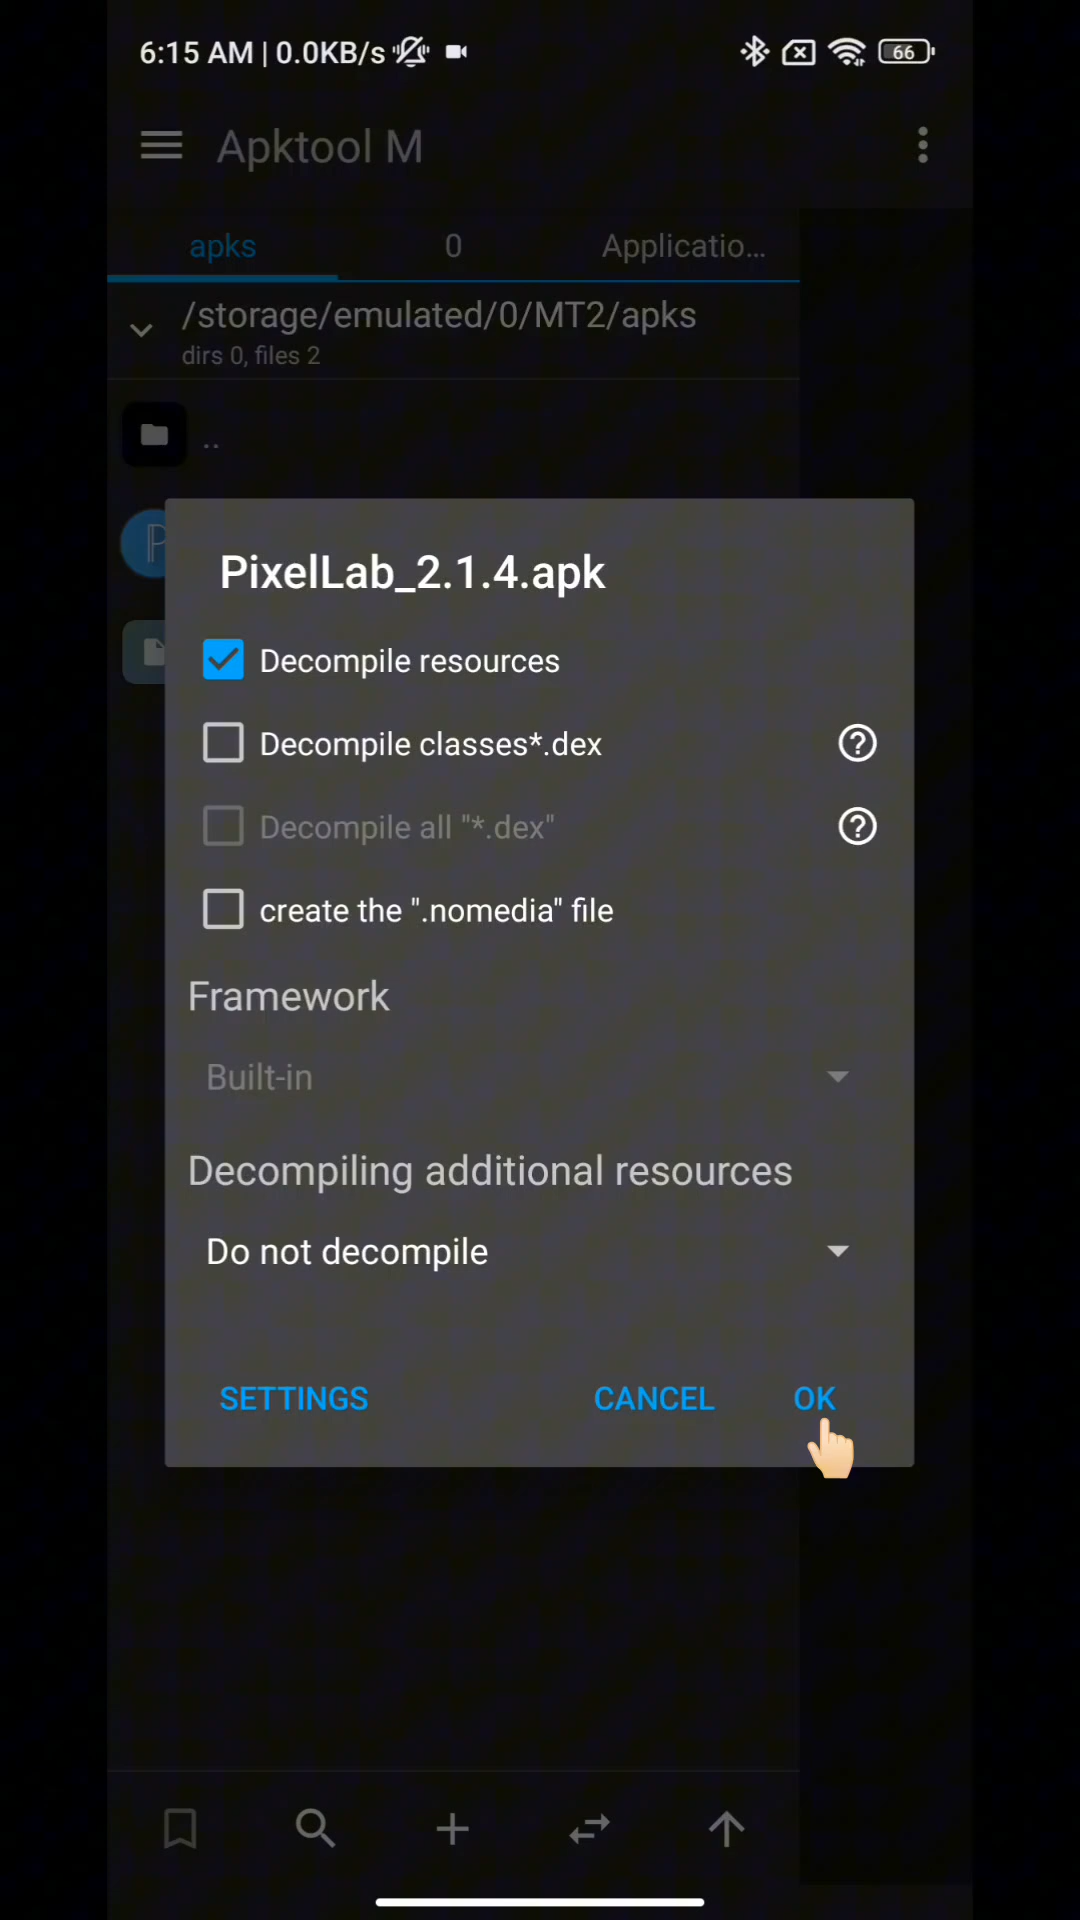 6:15 AM | 0.0KB/s
66
Apktool M
apks
0
Applicatio...
/storage/emulated/0/MT2/apks
dirs 0, files 2
..
P
PixelLab_2.1.4.apk
Decompile resources
Decompile classes*.dex
Decompile all "*.dex"
create the ".nomedia" file
Framework
Built-in
Decompiling additional resources
Do not decompile
SETTINGS
CANCEL
OK